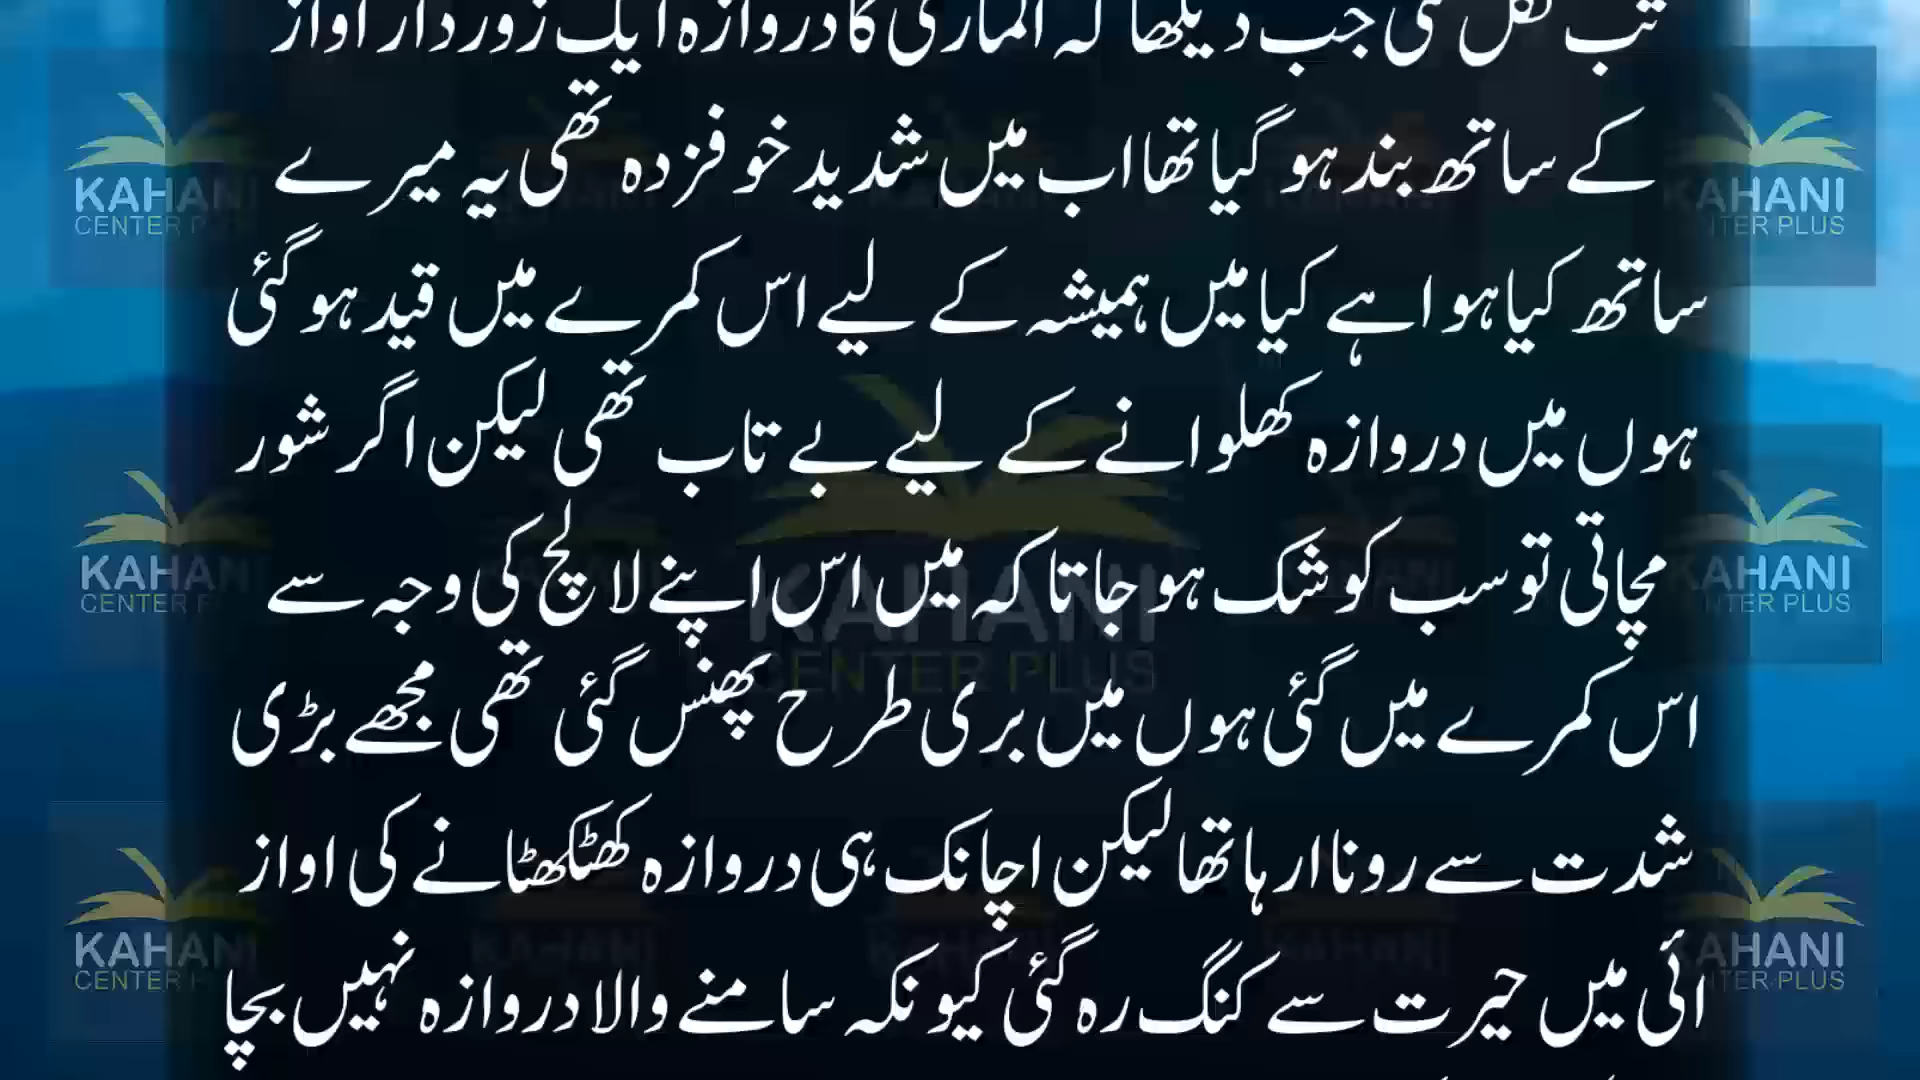 جب دیکھا کہ الماری کا دروازہ ایک زوردار اواز
کے ساتھ بند ہو گیا تھا اب میں شدید خوفزدہ تھی یہ میرے
ساتھ کیا ہوا ہے کیا میں ہمیشہ کے لیے اس کمرے میں قید ہو گئی
ہوں میں دروازہ کھلوانے کے لیے بے تاب تھی لیکن اگر شور
مچاتی تو سب کو شک ہو جاتا کہ میں اس اپنے لالچ کی وجہ سے
اس کمرے میں گئی ہوں میں بری طرح پھنس گئی تھی مجھے بڑی
شدت سے رونا ارہا تھا لیکن اچانک ہی دروازہ کھٹکھٹانے کی اواز
ائی میں حیرت سے کنگ رہ گئی کیونکہ سامنے والا دروازہ نہیں بجا
KAHANI
CENTER PLUS